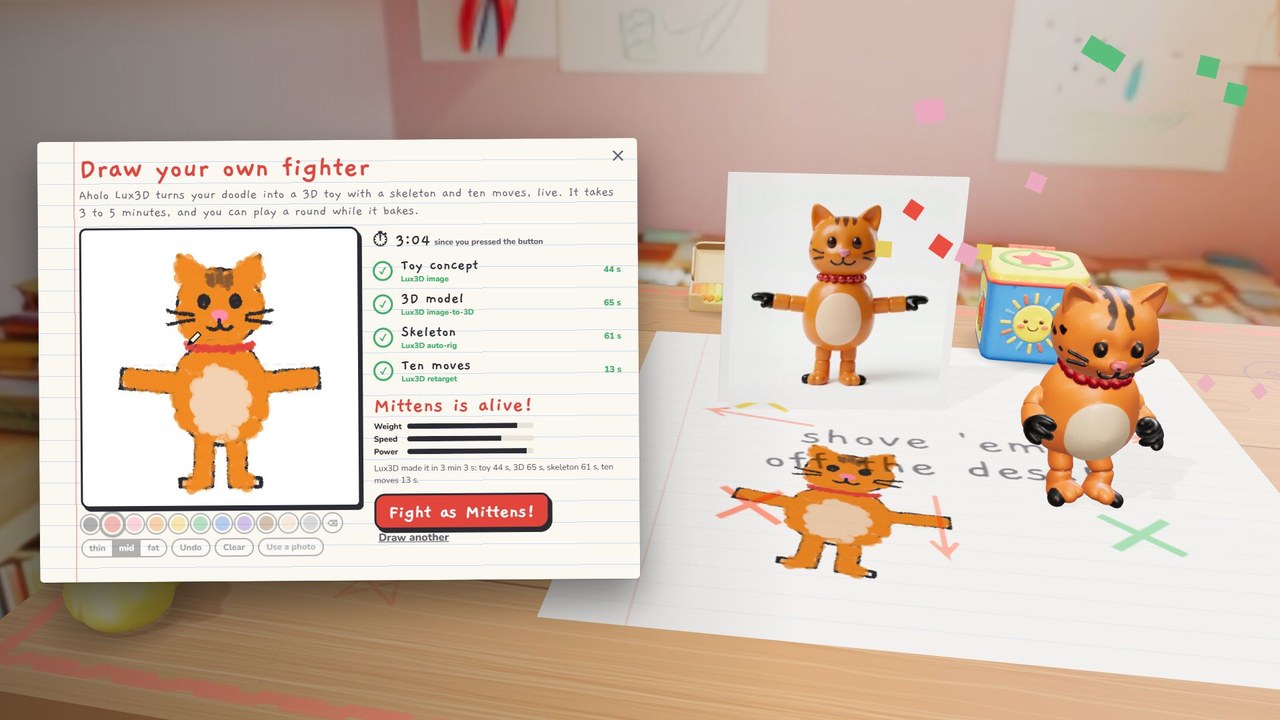 Draw your own fighter
Aholo Lux3D turns your doodle into a 3D toy with a skeleton and ten moves, live. It takes
3 to 5 minutes, and you can play a round while it bakes.
3:04 since you pressed the button
Toy concept 44 s
Lux3D image
3D model 65 s
Lux3D image-to-3D
Skeleton 61 s
Lux3D auto-rig
Ten moves 13 s
Lux3D retarget
Mittens is alive!
Weight
Speed
Power
Lux3D made it in 3 min 3 s: toy 44 s, 3D 65 s, skeleton 61 s, ten
moves 13 s.
Fight as Mittens!
Draw another
thin mid fat Undo Clear Use a photo
shove 'em
off the des